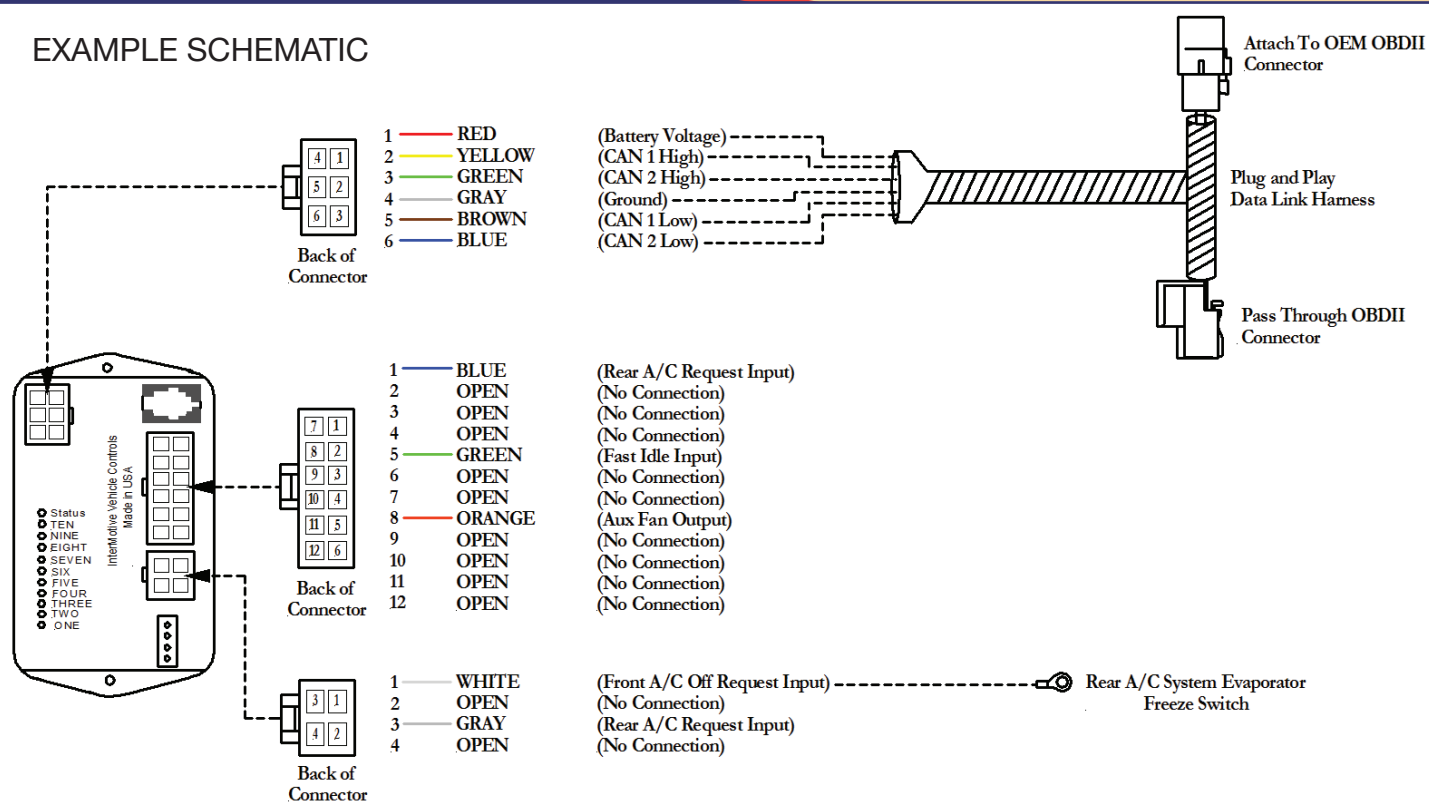 EXAMPLE SCHEMATIC
Attach To OEM OBDII
Connector
4 1
5 2
6 3
Back of
Connector
1 RED (Battery Voltage)
2 YELLOW (CAN 1 High)
3 GREEN (CAN 2 High)
4 GRAY (Ground)
5 BROWN (CAN 1 Low)
6 BLUE (CAN 2 Low)
Plug and Play
Data Link Harness
Pass Through OBDII
Connector
InterMotive Vehicle Controls
Made in USA
Status
TEN
NINE
EIGHT
SEVEN
SIX
FIVE
FOUR
THREE
TWO
ONE
7 1
8 2
9 3
10 4
11 5
12 6
Back of
Connector
1 BLUE (Rear A/C Request Input)
2 OPEN (No Connection)
3 OPEN (No Connection)
4 OPEN (No Connection)
5 GREEN (Fast Idle Input)
6 OPEN (No Connection)
7 OPEN (No Connection)
8 ORANGE (Aux Fan Output)
9 OPEN (No Connection)
10 OPEN (No Connection)
11 OPEN (No Connection)
12 OPEN (No Connection)
3 1
4 2
Back of
Connector
1 WHITE (Front A/C Off Request Input)
2 OPEN (No Connection)
3 GRAY (Rear A/C Request Input)
4 OPEN (No Connection)
Rear A/C System Evaporator
Freeze Switch